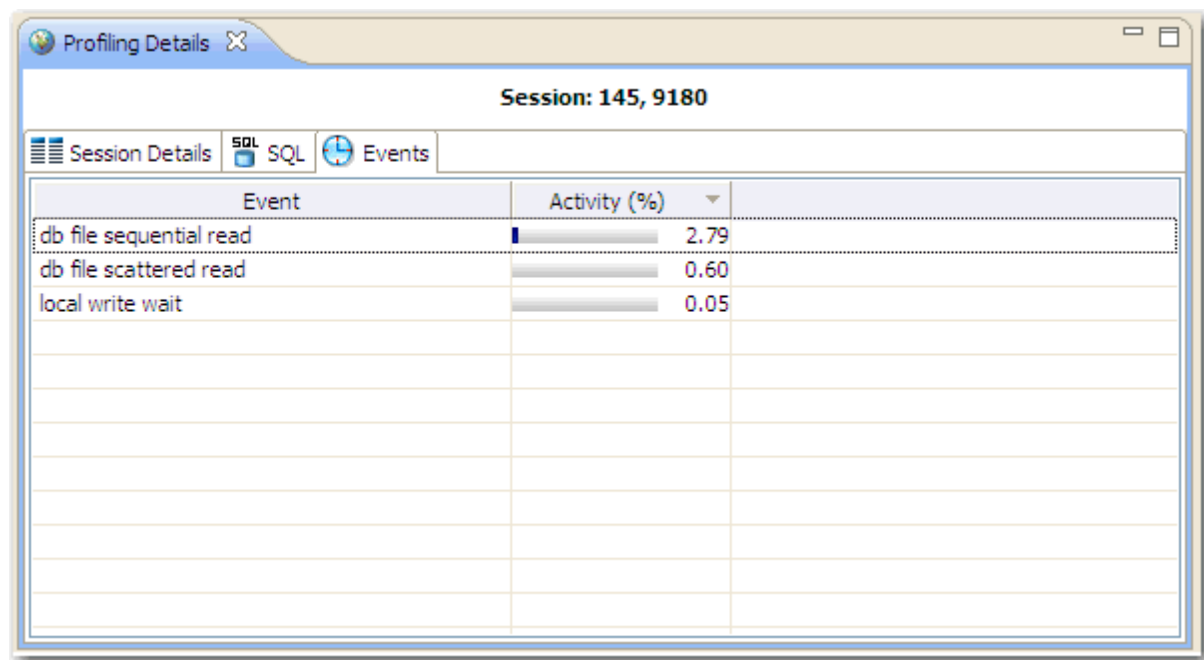 Profiling Details
Session: 145, 9180
Session Details SQL SQL Events
Event Activity (%)
db file sequential read 2.79
db file scattered read 0.60
local write wait 0.05